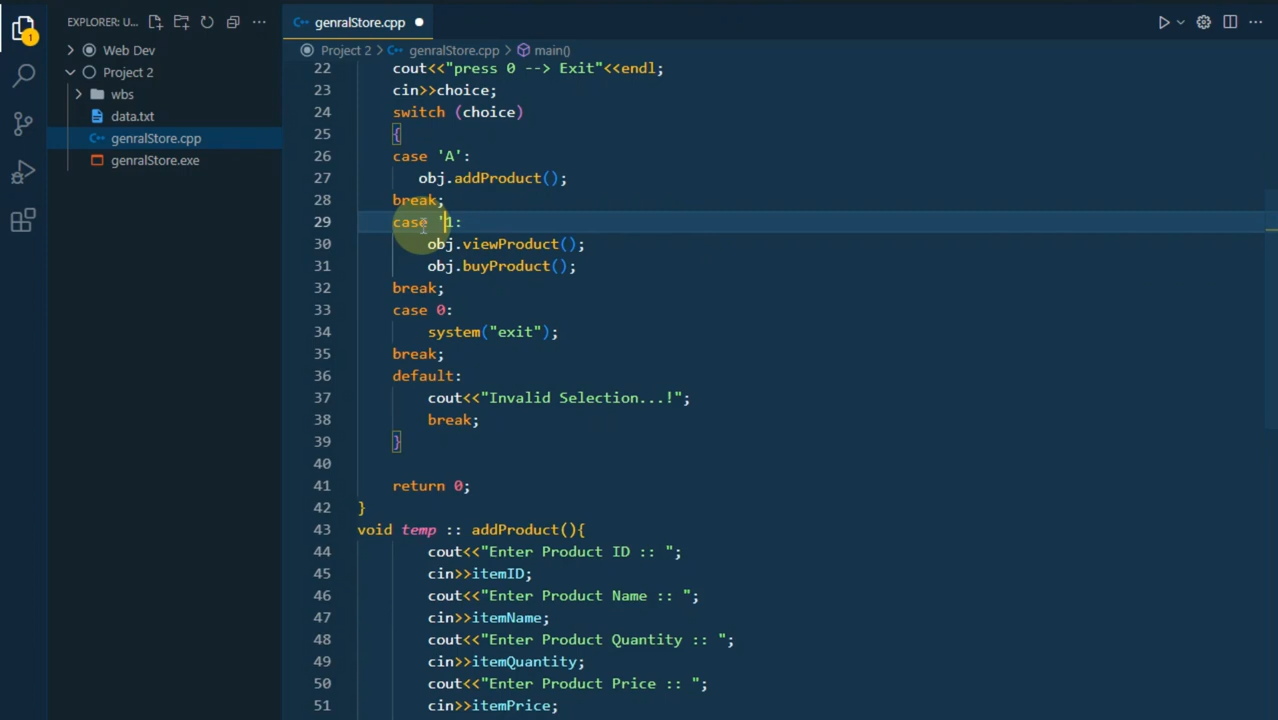 EXPLORER: U... genralStore.cpp
1
Web Dev
Project 2
wbs
data.txt
genralStore.cpp
genralStore.exe
Project 2 > genralStore.cpp > main()
22 cout<<"press 0 --> Exit"<<endl;
23 cin>>choice;
24 switch (choice)
25 {
26 case 'A':
27 obj.addProduct();
28 break;
29 case '1:
30 obj.viewProduct();
31 obj.buyProduct();
32 break;
33 case 0:
34 system("exit");
35 break;
36 default:
37 cout<<"Invalid Selection...!";
38 break;
39 }
40
41 return 0;
42 }
43 void temp :: addProduct(){
44 cout<<"Enter Product ID :: ";
45 cin>>itemID;
46 cout<<"Enter Product Name :: ";
47 cin>>itemName;
48 cout<<"Enter Product Quantity :: ";
49 cin>>itemQuantity;
50 cout<<"Enter Product Price :: ";
51 cin>>itemPrice;